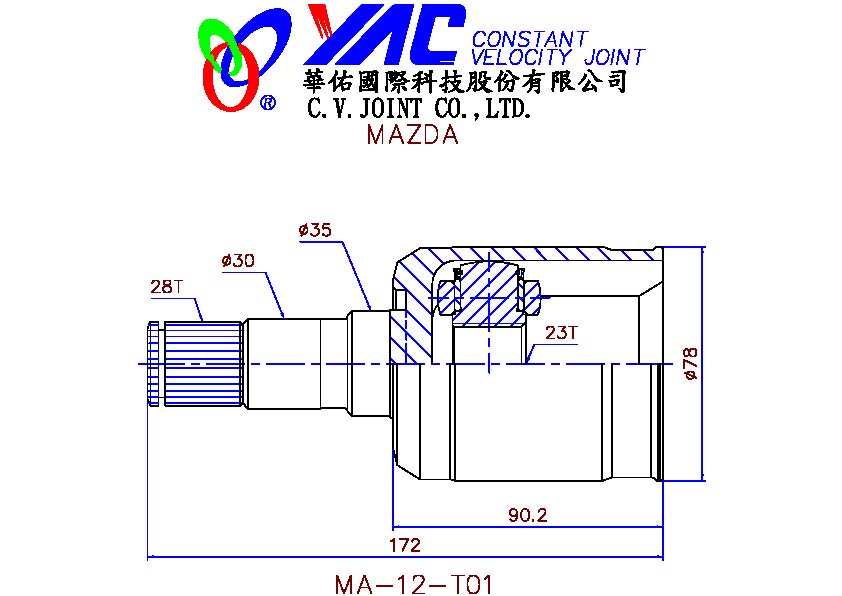 YAC CONSTANT
VELOCITY JOINT
華佑國際科技股份有限公司
® C.V.JOINT CO.,LTD.
MAZDA
ø35
ø30
28T
23T
ø78
90.2
172
MA-12-T01